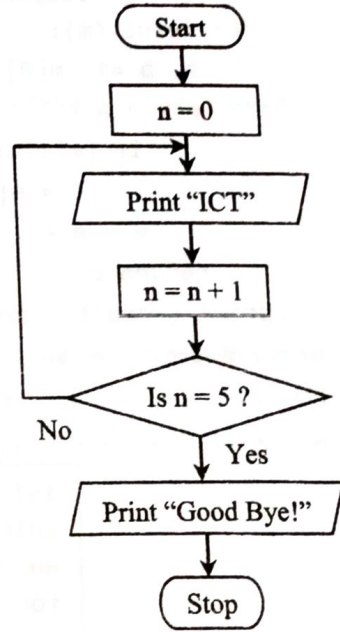 Start
n = 0
Print “ICT”
n = n + 1
Is n = 5 ?
No
Yes
Print “Good Bye!”
Stop